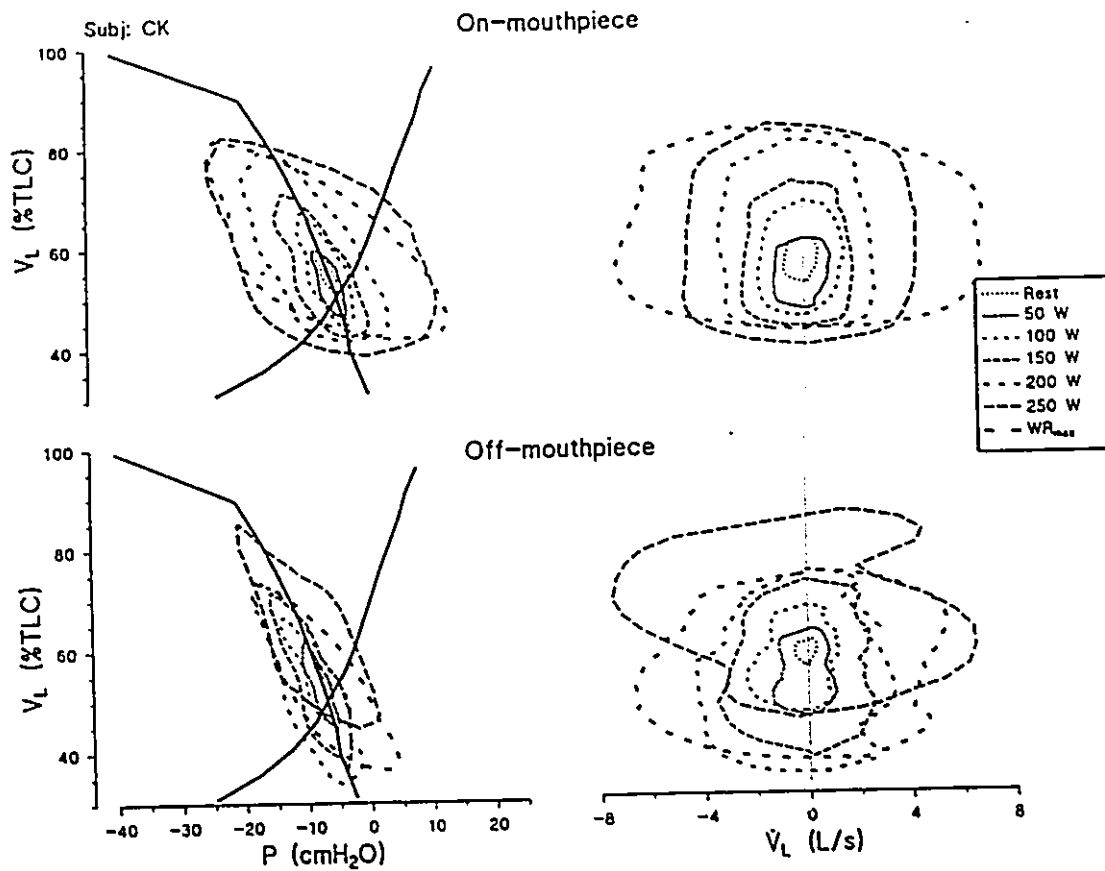 Subj: CK
On-mouthpiece
100
80
60
40
V_L (%TLC)
Rest
50 W
100 W
150 W
200 W
250 W
WR_max
Off-mouthpiece
100
80
60
40
V_L (%TLC)
-40 -30 -20 -10 0 10 20
P (cmH₂O)
-8 -4 0 4 8
V̇_L (L/s)